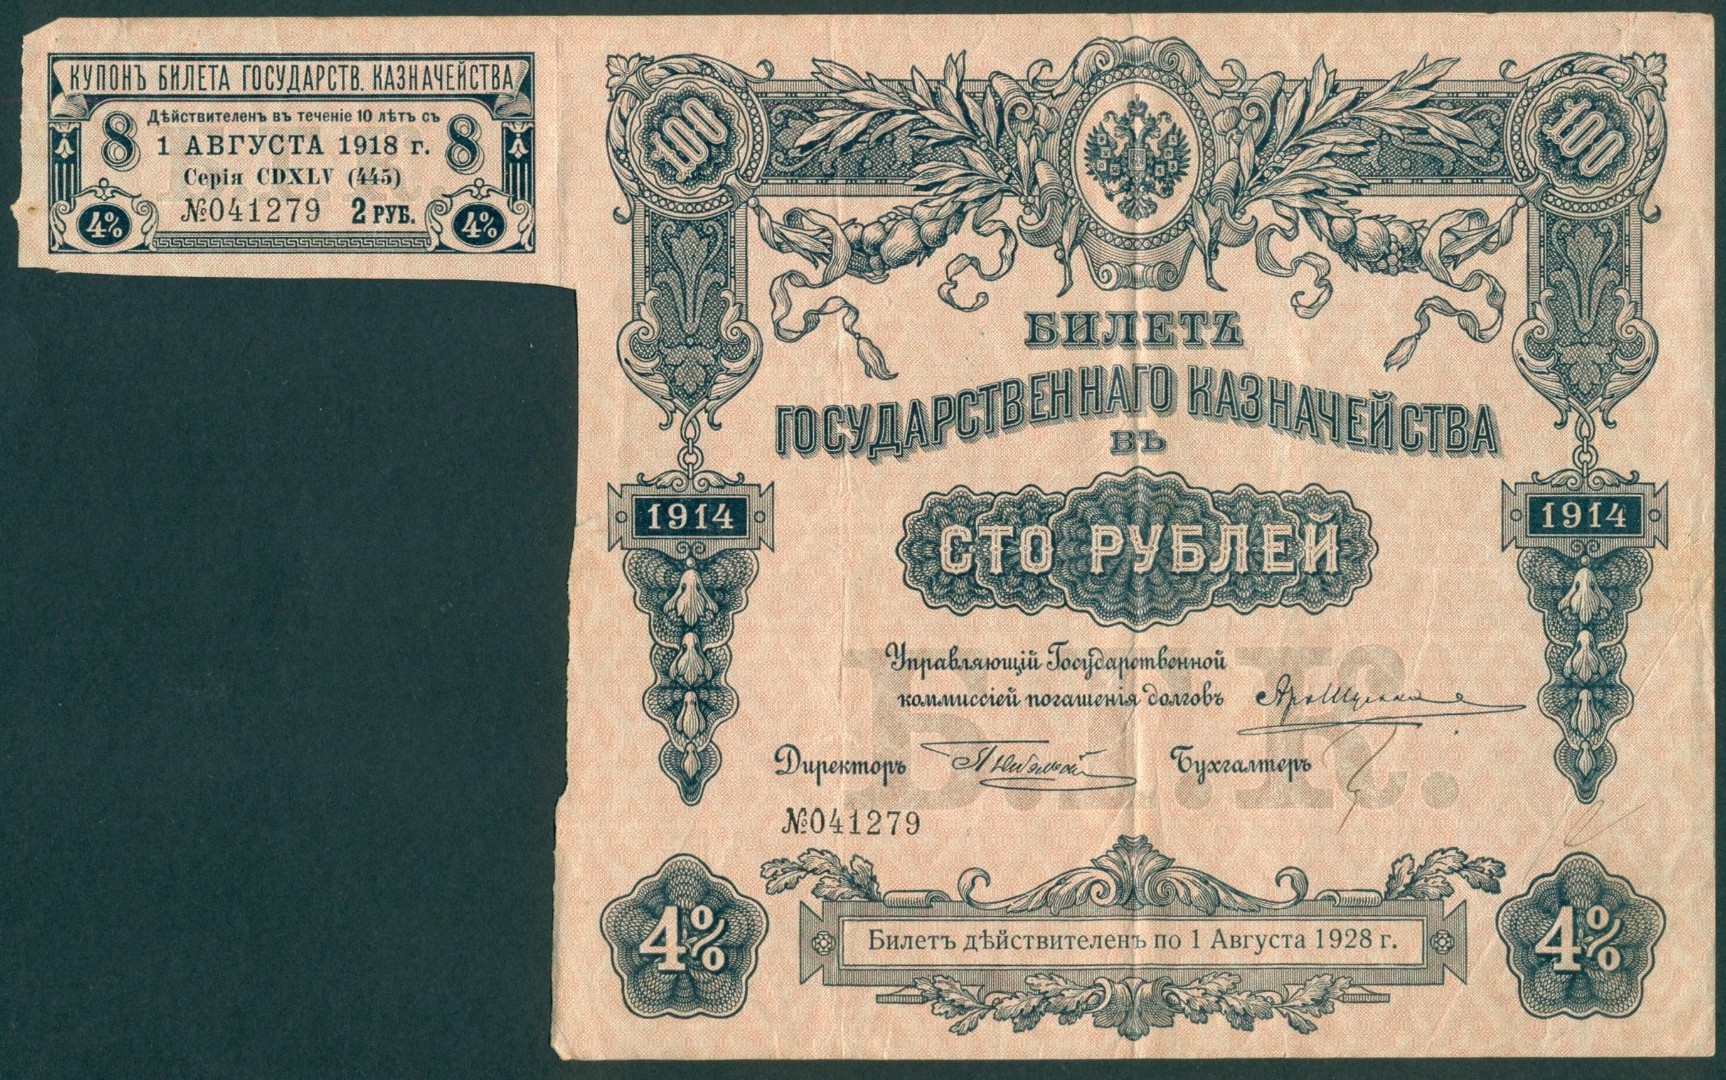 КУПОНЪ БИЛЕТА ГОСУДАРСТВ. КАЗНАЧЕЙСТВА
Дѣйствителенъ въ теченіе 10 лѣтъ съ
8 1 АВГУСТА 1918 г. 8
Серія CDXLV (445)
№041279 2 РУБ.
4% 4%
100 100
БИЛЕТЪ
ГОСУДАРСТВЕННАГО КАЗНАЧЕЙСТВА
ВЪ
1914 1914
СТО РУБЛЕЙ
Управляющій Государственной
коммиссіей погашенія долговъ
Директоръ Бухгалтеръ
№041279
4% 4%
Билетъ дѣйствителенъ по 1 Августа 1928 г.